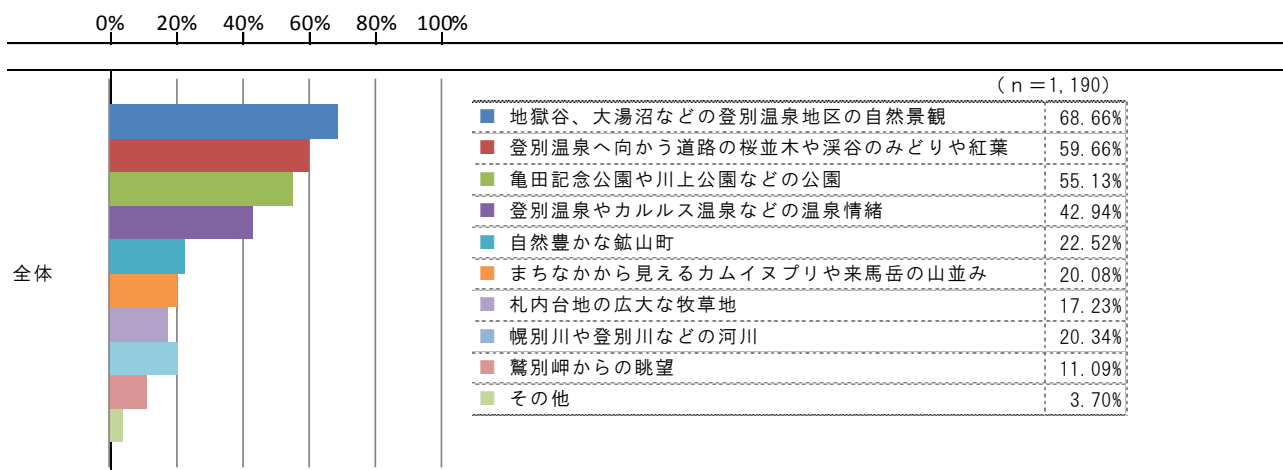 0% 20% 40% 60% 80% 100%
(n=1,190)
地獄谷、大湯沼などの登別温泉地区の自然景観 68.66%
登別温泉へ向かう道路の桜並木や渓谷のみどりや紅葉 59.66%
亀田記念公園や川上公園などの公園 55.13%
登別温泉やカルルス温泉などの温泉情緒 42.94%
自然豊かな鉱山町 22.52%
全体
まちなかから見えるカムイヌプリや来馬岳の山並み 20.08%
札内台地の広大な牧草地 17.23%
幌別川や登別川などの河川 20.34%
鷲別岬からの眺望 11.09%
その他 3.70%